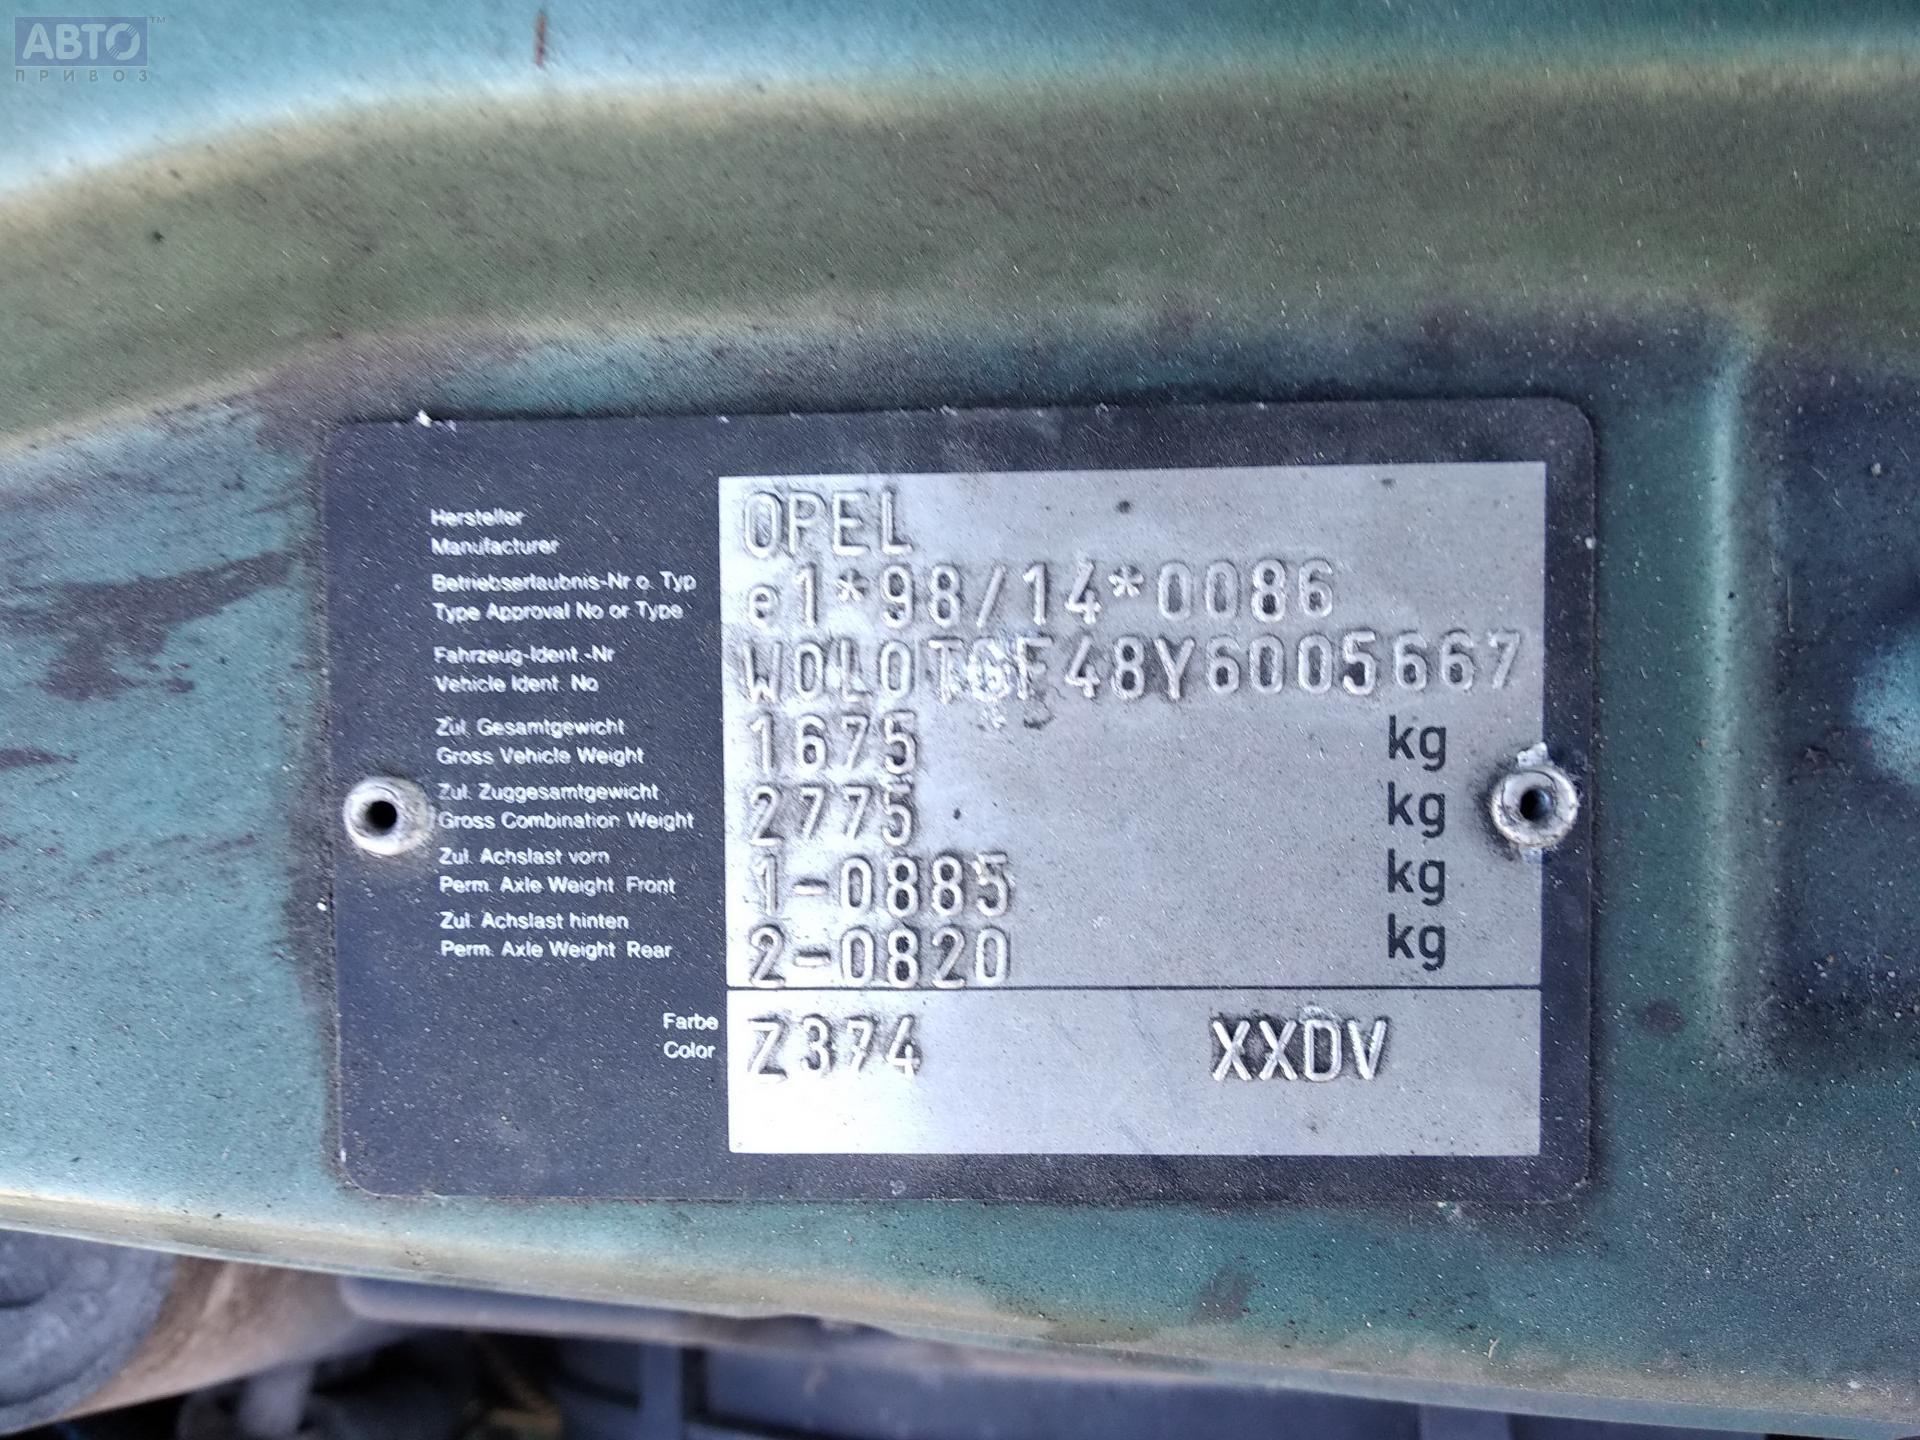 АВТО™
ПРИВОЗ
Hersteller
Manufacturer
OPEL
Betriebserlaubnis-Nr o. Typ
Type Approval No or Type
e1*98/14*0086
Fahrzeug-Ident.-Nr
Vehicle Ident. No
W0L0TGF48Y6005667
Zul. Gesamtgewicht
Gross Vehicle Weight
1675 kg
Zul. Zuggesamtgewicht
Gross Combination Weight
2775 kg
Zul. Achslast vorn
Perm. Axle Weight Front
1-0885 kg
Zul. Achslast hinten
Perm. Axle Weight Rear
2-0820 kg
Farbe
Color
Z374 XXDV